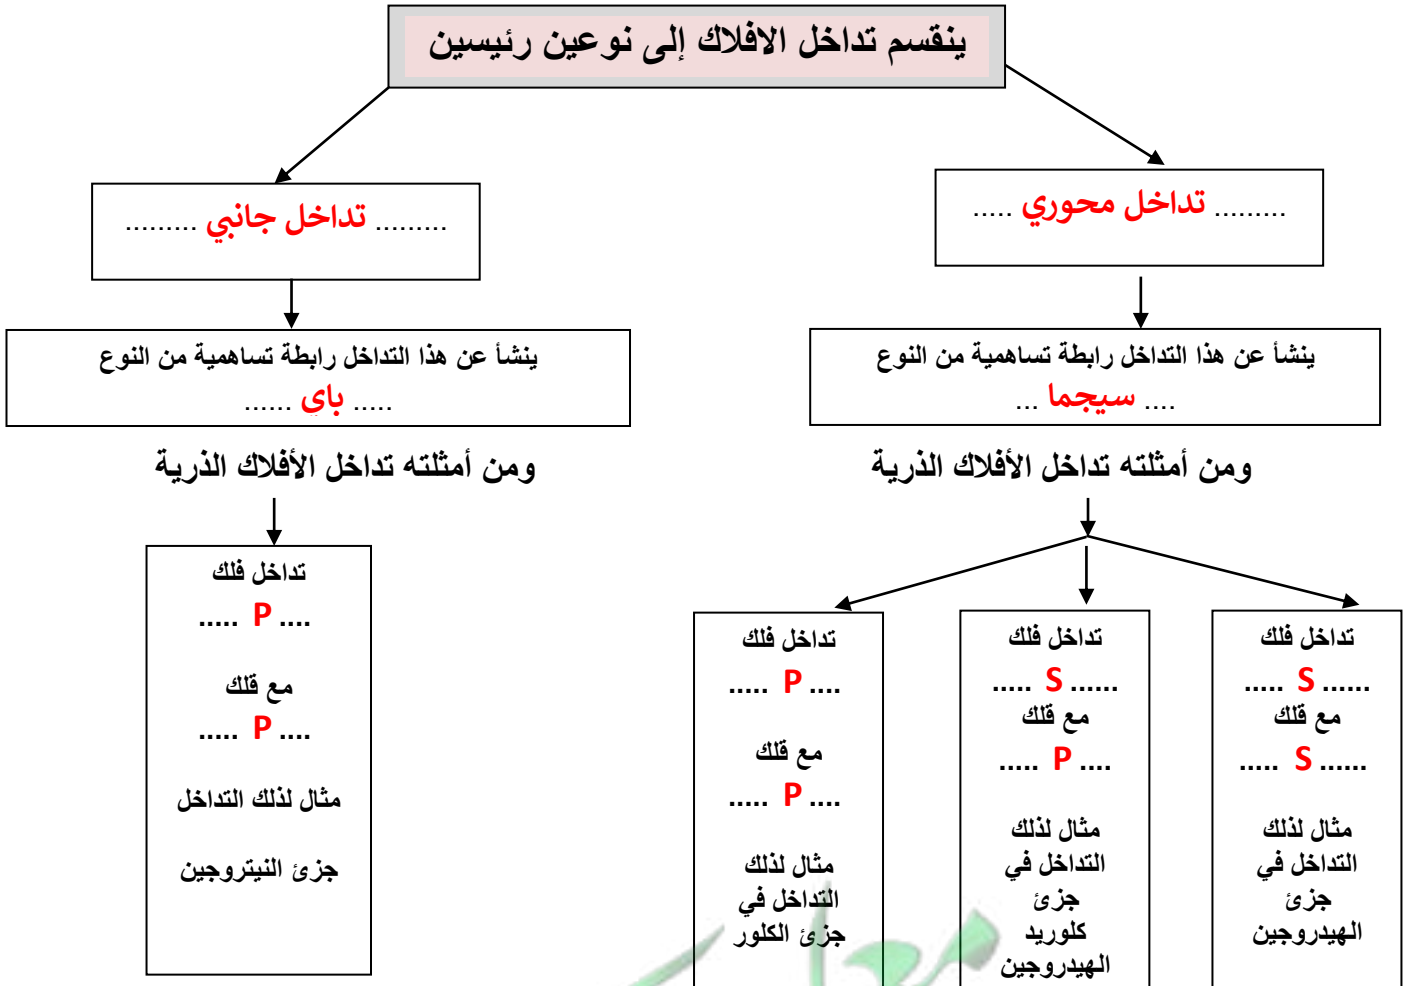 ينقسم تداخل الافلاك إلى نوعين رئيسين
......... تداخل محوري .....
......... تداخل جانبي .........
ينشأ عن هذا التداخل رابطة تساهمية من النوع
.... سيجما ...
ينشأ عن هذا التداخل رابطة تساهمية من النوع
..... باي ......
ومن أمثلته تداخل الأفلاك الذرية
ومن أمثلته تداخل الأفلاك الذرية
تداخل فلك
...... S .....
مع فلك
...... S .....
مثال لذلك
التداخل في
جزئ
الهيدروجين
تداخل فلك
...... S .....
مع فلك
.... P .....
مثال لذلك
التداخل في
جزئ
كلوريد
الهيدروجين
تداخل فلك
.... P .....
مع فلك
.... P .....
مثال لذلك
التداخل في
جزئ الكلور
تداخل فلك
.... P .....
مع فلك
.... P .....
مثال لذلك التداخل
جزئ النيتروجين